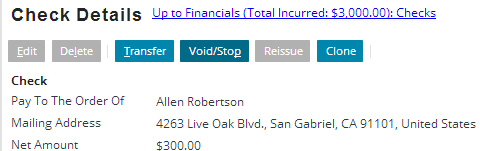 Check Details Up to Financials (Total Incurred: $3,000.00): Checks
Edit Delete Transfer Void/Stop Reissue Clone
Check
Pay To The Order Of Allen Robertson
Mailing Address 4263 Live Oak Blvd., San Gabriel, CA 91101, United States
Net Amount $300.00